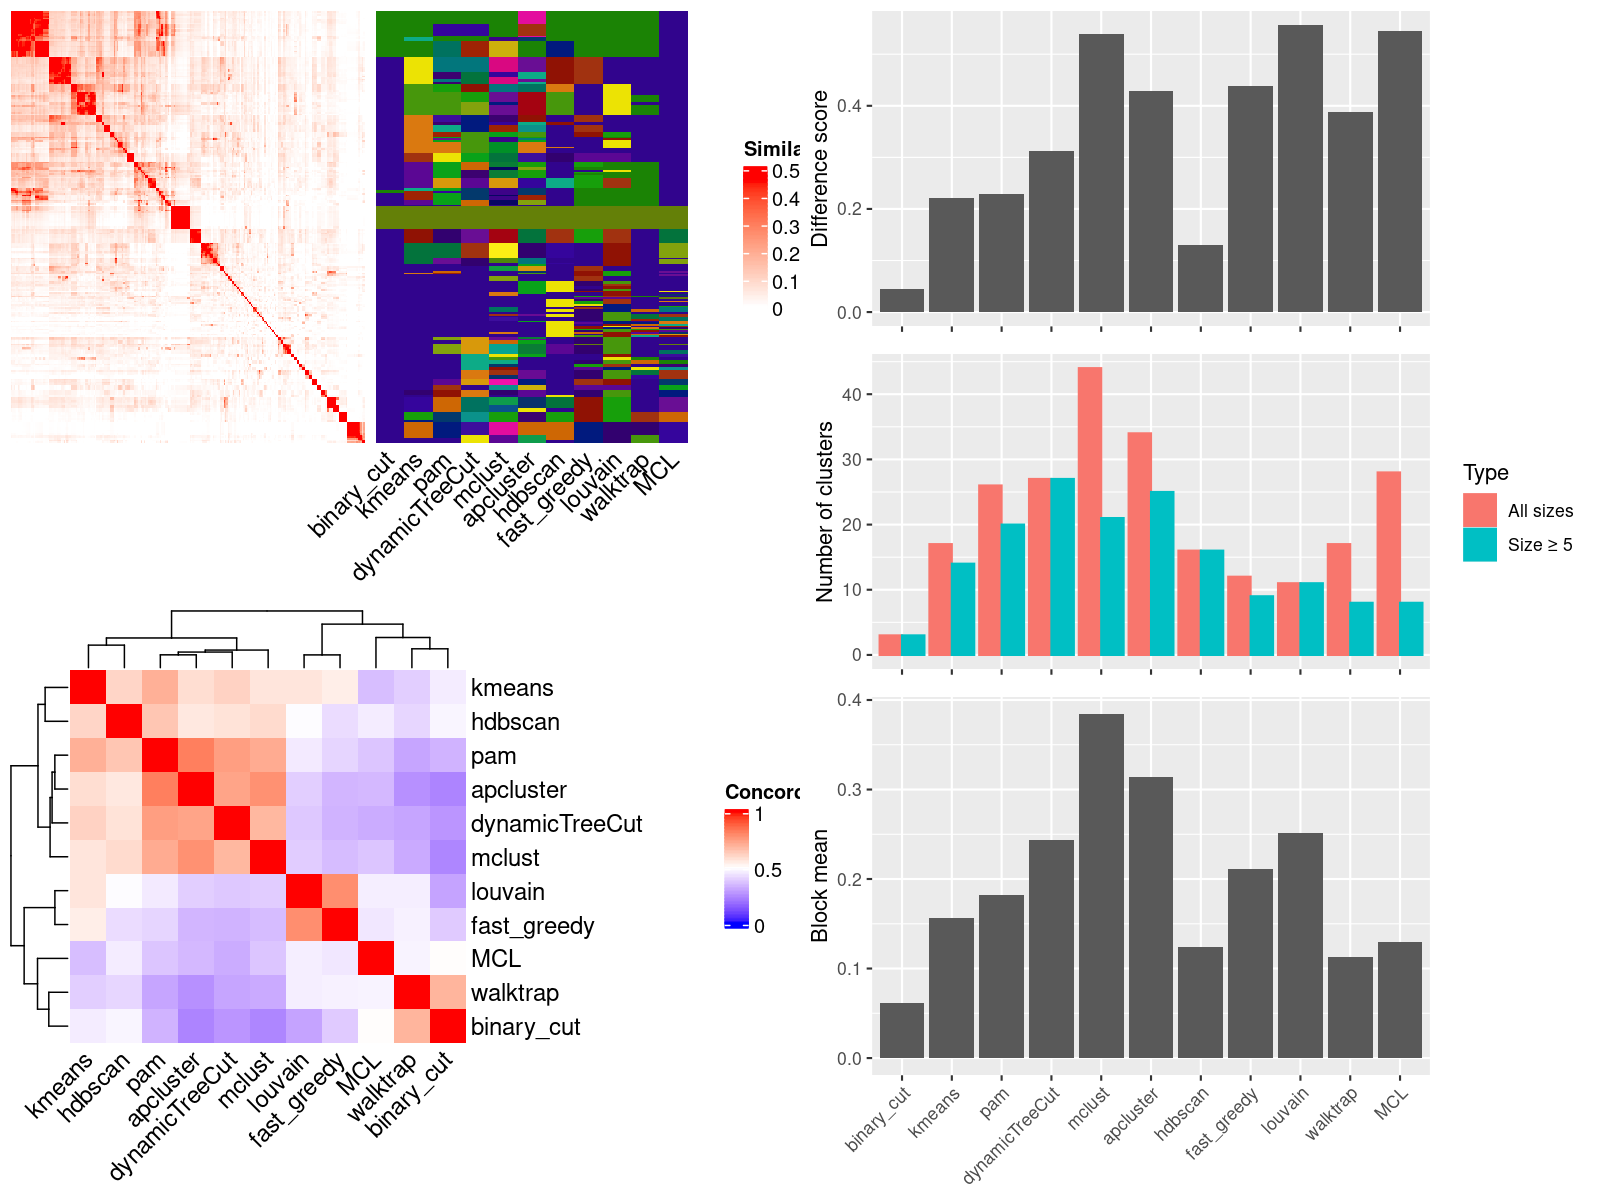 Simila
0.5
0.4
0.3
0.2
0.1
0
binary_cut
kmeans
pam
dynamicTreeCut
mclust
apcluster
hdbscan
fast_greedy
louvain
walktrap
MCL
kmeans
hdbscan
pam
apcluster
dynamicTreeCut
mclust
louvain
fast_greedy
MCL
walktrap
binary_cut
kmeans
hdbscan
pam
apcluster
dynamicTreeCut
mclust
louvain
fast_greedy
MCL
walktrap
binary_cut
Concord
1
0.5
0
Difference score
0.4
0.2
0.0
Number of clusters
40
30
20
10
0
Type
All sizes
Size ≥ 5
Block mean
0.4
0.3
0.2
0.1
0.0
binary_cut
kmeans
pam
dynamicTreeCut
mclust
apcluster
hdbscan
fast_greedy
louvain
walktrap
MCL